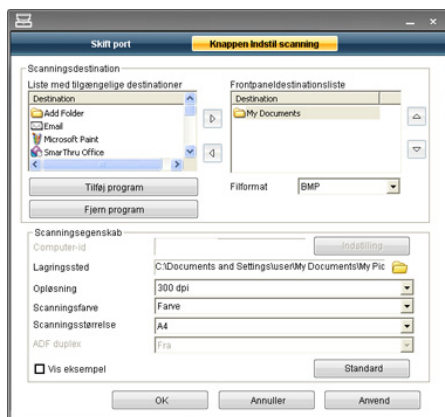 Skift port
Knappen Indstil scanning
Scanningsdestination
Liste med tilgængelige destinationer
Destination
Add Folder
Email
Microsoft Paint
SmarThru Office
Tilføj program
Fjern program
Frontpaneldestinationsliste
Destination
My Documents
Filformat BMP
Scanningsegenskab
Computer-id Indstilling
Lagringssted C:\Documents and Settings\user\My Documents\My Pic
Opløsning 300 dpi
Scanningsfarve Farve
Scanningsstørrelse A4
ADF duplex Fra
Vis eksempel Standard
OK Annuller Anvend